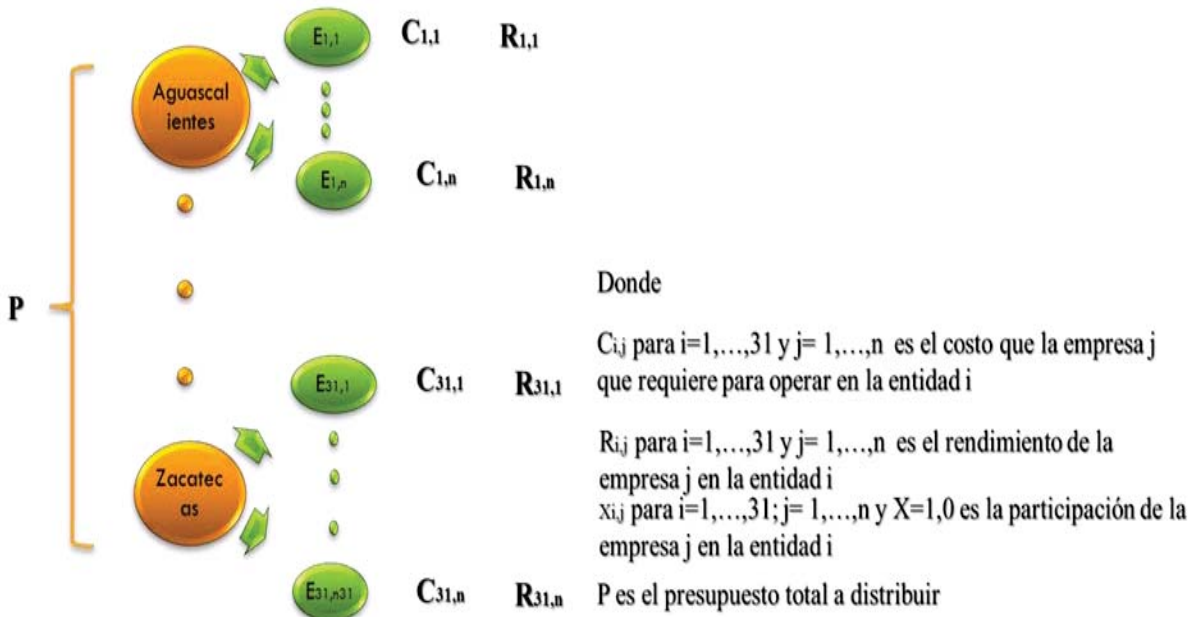 E1,1 C1,1 R1,1
Aguascal
ientes
E1,n C1,n R1,n
P
Donde
Ci,j para i=1,…,31 y j= 1,…,n es el costo que la empresa j
que requiere para operar en la entidad i
E31,1 C31,1 R31,1
Ri,j para i=1,…,31 y j= 1,…,n es el rendimiento de la
empresa j en la entidad i
Zacatec
as
xi,j para i=1,…,31; j= 1,…,n y X=1,0 es la participación de la
empresa j en la entidad i
E31,n31 C31,n R31,n
P es el presupuesto total a distribuir